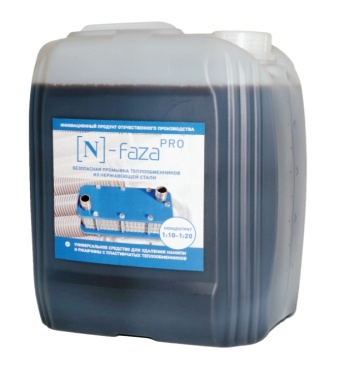 ИННОВАЦИОННЫЙ ПРОДУКТ ОТЕЧЕСТВЕННОГО ПРОИЗВОДСТВА
[N]-faza PRO
БЕЗОПАСНАЯ ПРОМЫВКА ТЕПЛООБМЕННИКОВ
ИЗ НЕРЖАВЕЮЩЕЙ СТАЛИ
КОНЦЕНТРАТ
1:10-1:20
УНИВЕРСАЛЬНОЕ СРЕДСТВО ДЛЯ УДАЛЕНИЯ НАКИПИ
И РЖАВЧИНЫ С ПЛАСТИНЧАТЫХ ТЕПЛООБМЕННИКОВ